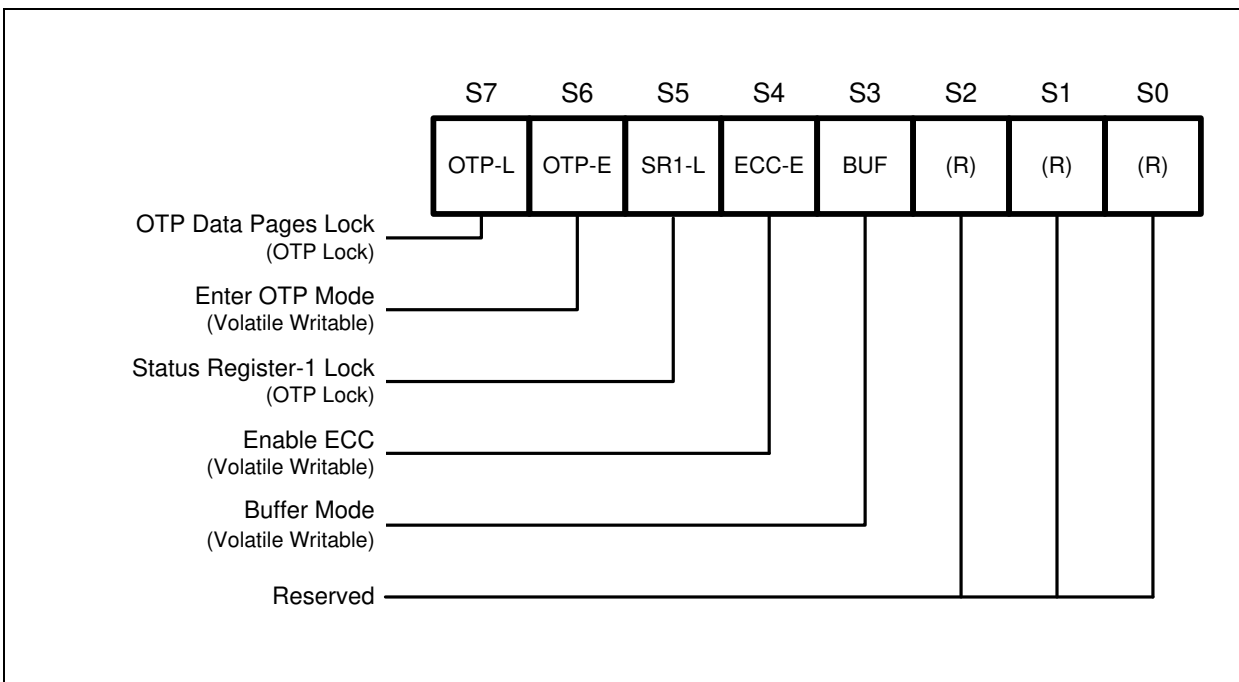 S7 S6 S5 S4 S3 S2 S1 S0
OTP-L OTP-E SR1-L ECC-E BUF (R) (R) (R)
OTP Data Pages Lock
(OTP Lock)
Enter OTP Mode
(Volatile Writable)
Status Register-1 Lock
(OTP Lock)
Enable ECC
(Volatile Writable)
Buffer Mode
(Volatile Writable)
Reserved